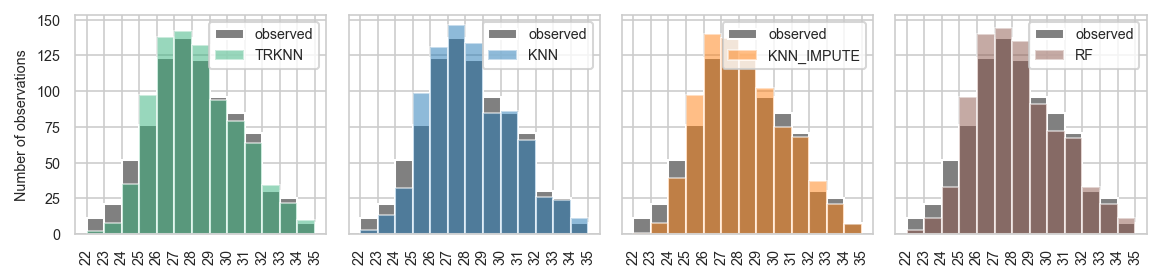 Number of observations
150
125
100
75
50
25
0
observed
TRKNN
22 23 24 25 26 27 28 29 30 31 32 33 34 35
observed
KNN
22 23 24 25 26 27 28 29 30 31 32 33 34 35
observed
KNN_IMPUTE
22 23 24 25 26 27 28 29 30 31 32 33 34 35
observed
RF
22 23 24 25 26 27 28 29 30 31 32 33 34 35